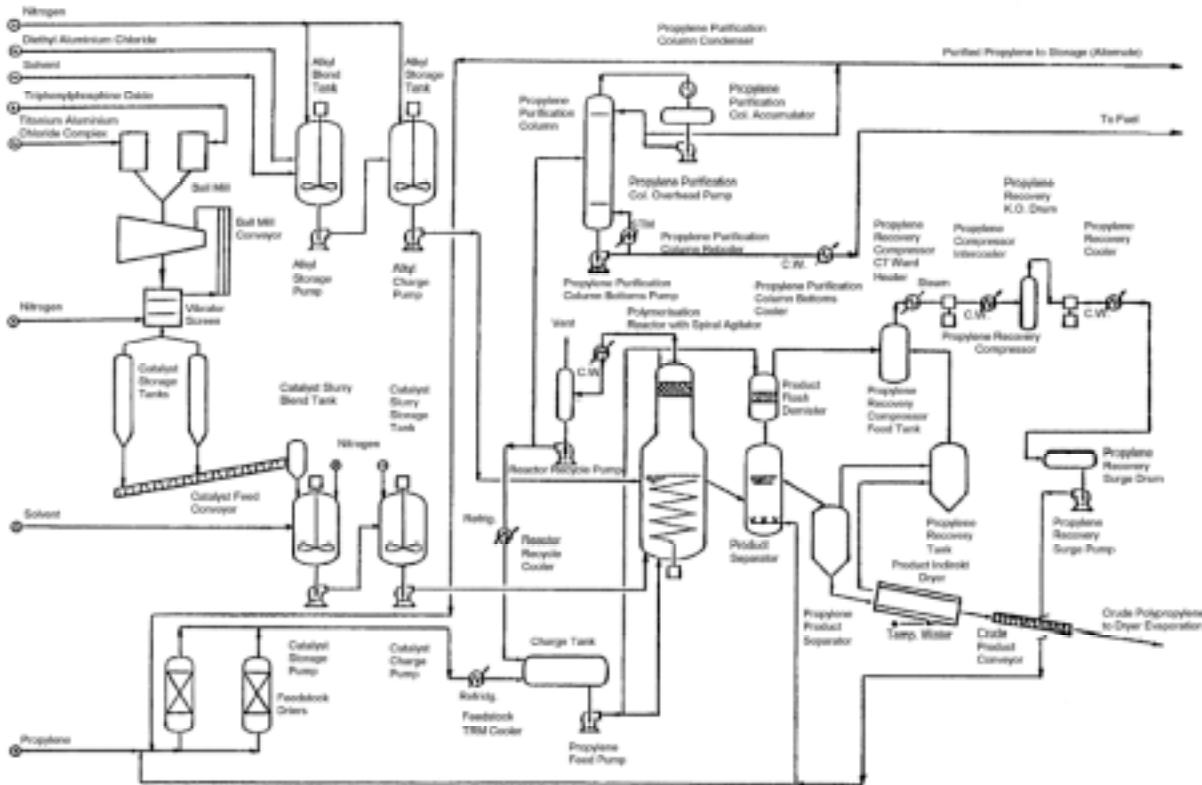 Nitrogen
Diethyl Aluminium Chloride
Solvent
Triphenylphosphine Oxide
Titanium Aluminium
Chloride Complex
Ball Mill
Ball Mill
Conveyor
Nitrogen
Vibrator
Screen
Catalyst
Storage
Tanks
Alkyl
Blend
Tank
Alkyl
Storage
Tank
Alkyl
Storage
Pump
Alkyl
Charge
Pump
Catalyst Slurry
Blend Tank
Catalyst
Slurry
Storage
Tank
Nitrogen
Catalyst Feed
Conveyor
Solvent
Catalyst
Storage
Pump
Catalyst
Charge
Pump
Feedstock
Driers
Propylene
Propylene Purification
Column Condenser
Purified Propylene to Storage (Alternate)
Propylene
Purification
Column
Propylene
Purification
Col. Accumulator
To Fuel
Propylene Purification
Col. Overhead Pump
STM
Propylene Purification
Column Reboiler
C.W.
Propylene Purification
Column Bottoms Pump
Propylene Purification
Column Bottoms
Cooler
Polymerisation
Reactor with Spiral Agitator
Vent
C.W.
Reactor Recycle Pump
Refrig.
Reactor
Recycle
Cooler
Charge Tank
Refridg.
Feedstock
TRM Cooler
Propylene
Feed Pump
Product
Flash
Demister
Product
Separator
Propylene
Recovery
Compressor
Heater
Steam
Propylene
Compressor
Intercooler
C.W.
Propylene
Recovery
K.O. Drum
Propylene
Recovery
Cooler
C.W.
Propylene Recovery
Compressor
Propylene
Recovery
Compressor
Feed Tank
Propylene
Recovery
Surge Drum
Propylene
Recovery
Surge Pump
Propylene
Recovery
Tank
Product Indirect
Dryer
Temp. Water
Propylene
Product
Separator
Crude
Product
Conveyor
Crude Polypropylene
to Dryer Evaporation